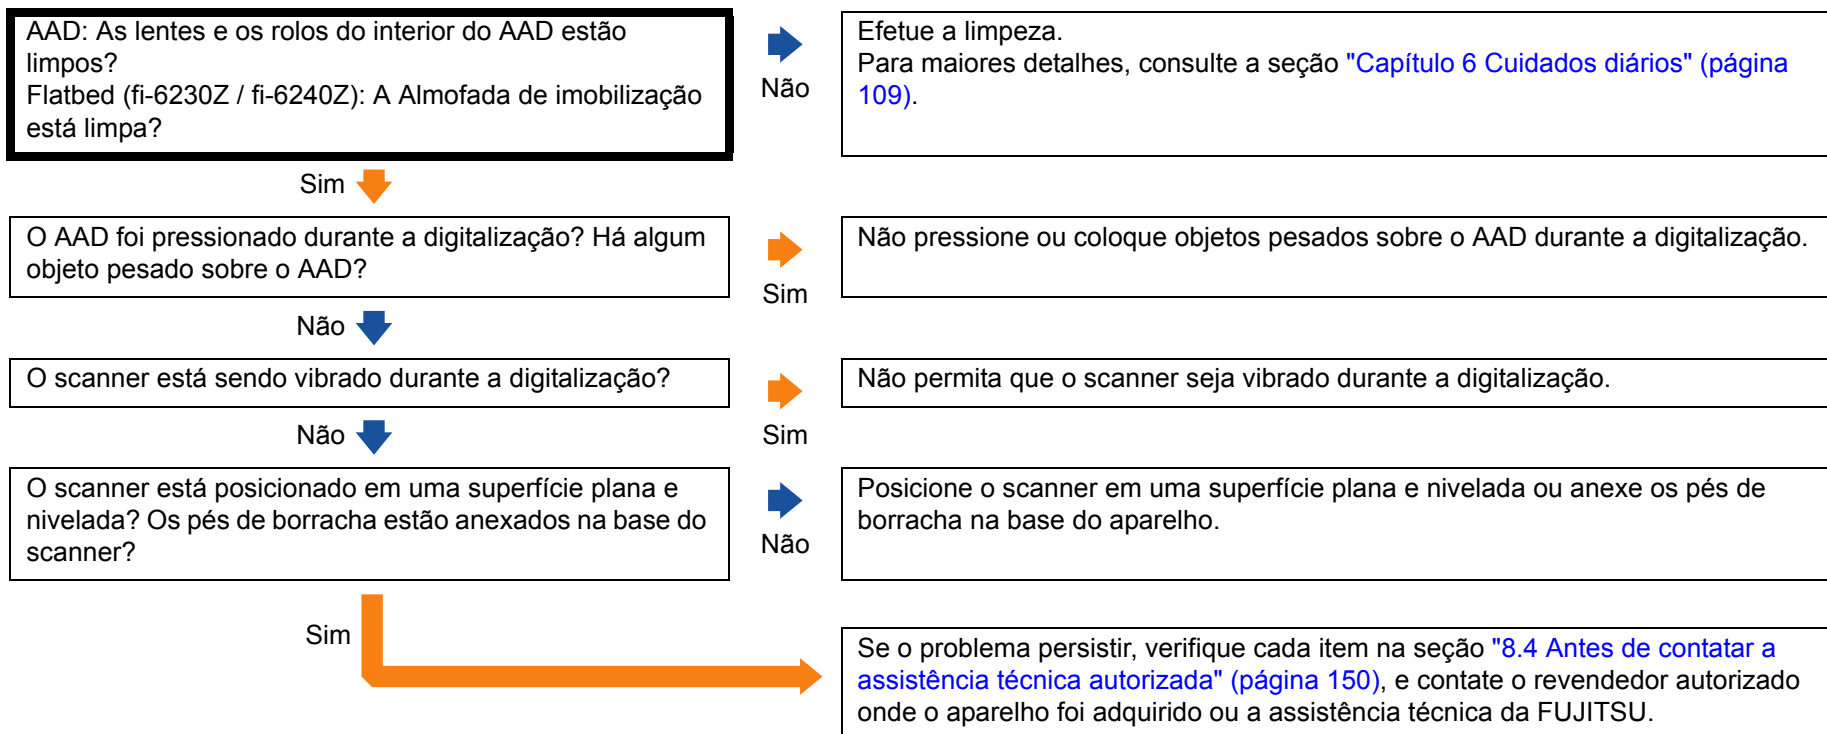 AAD: As lentes e os rolos do interior do AAD estão
limpos?
Flatbed (fi-6230Z / fi-6240Z): A Almofada de imobilização
está limpa?
Não
Efetue a limpeza.
Para maiores detalhes, consulte a seção "Capítulo 6 Cuidados diários" (página
109).
Sim
O AAD foi pressionado durante a digitalização? Há algum
objeto pesado sobre o AAD?
Sim
Não pressione ou coloque objetos pesados sobre o AAD durante a digitalização.
Não
O scanner está sendo vibrado durante a digitalização?
Sim
Não permita que o scanner seja vibrado durante a digitalização.
Não
O scanner está posicionado em uma superfície plana e
nivelada? Os pés de borracha estão anexados na base do
scanner?
Não
Posicione o scanner em uma superfície plana e nivelada ou anexe os pés de
borracha na base do aparelho.
Sim
Se o problema persistir, verifique cada item na seção "8.4 Antes de contatar a
assistência técnica autorizada" (página 150), e contate o revendedor autorizado
onde o aparelho foi adquirido ou a assistência técnica da FUJITSU.